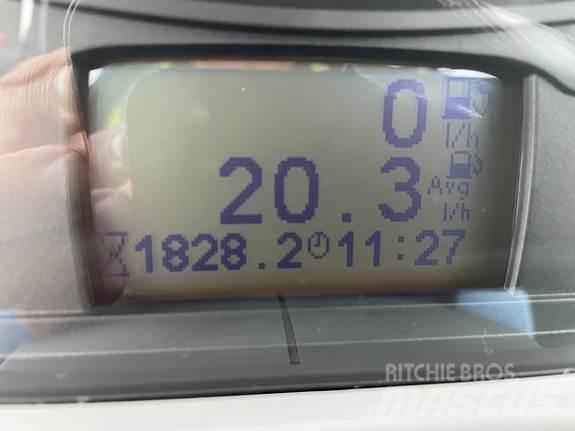 0 l/h
20.3 Avg l/h
1828.2 11:27
RITCHIE BROS.
MASCUS